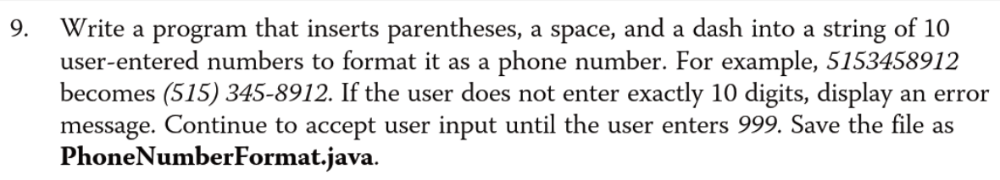 9. Write a program that inserts parentheses, a space, and a dash into a string of 10
user-entered numbers to format it as a phone number. For example, 5153458912
becomes (515) 345-8912. If the user does not enter exactly 10 digits, display an error
message. Continue to accept user input until the user enters 999. Save the file as
PhoneNumberFormat.java.